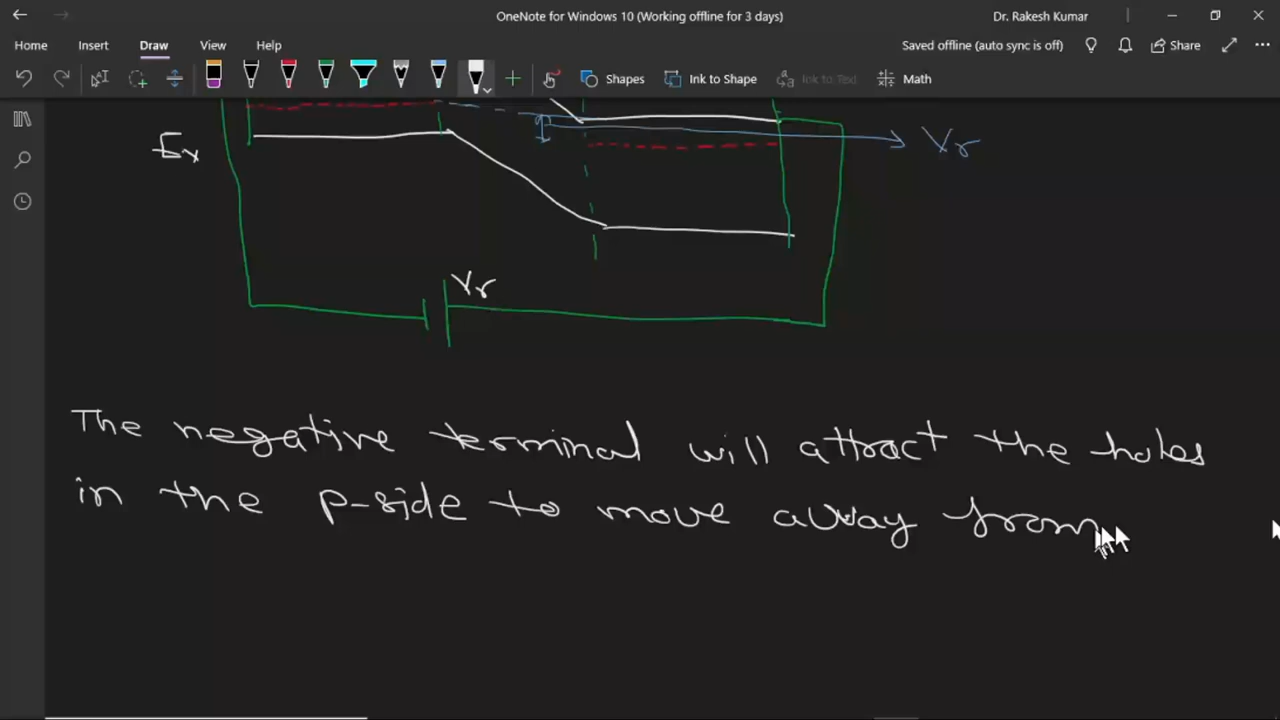 OneNote for Windows 10 (Working offline for 3 days)
Dr. Rakesh Kumar
Home Insert Draw View Help
Saved offline (auto sync is off)
Share
Shapes
Ink to Shape
Ink to Text
Math
Vr
Vr
The negative terminal will attract the holes
in the p-side to move away from